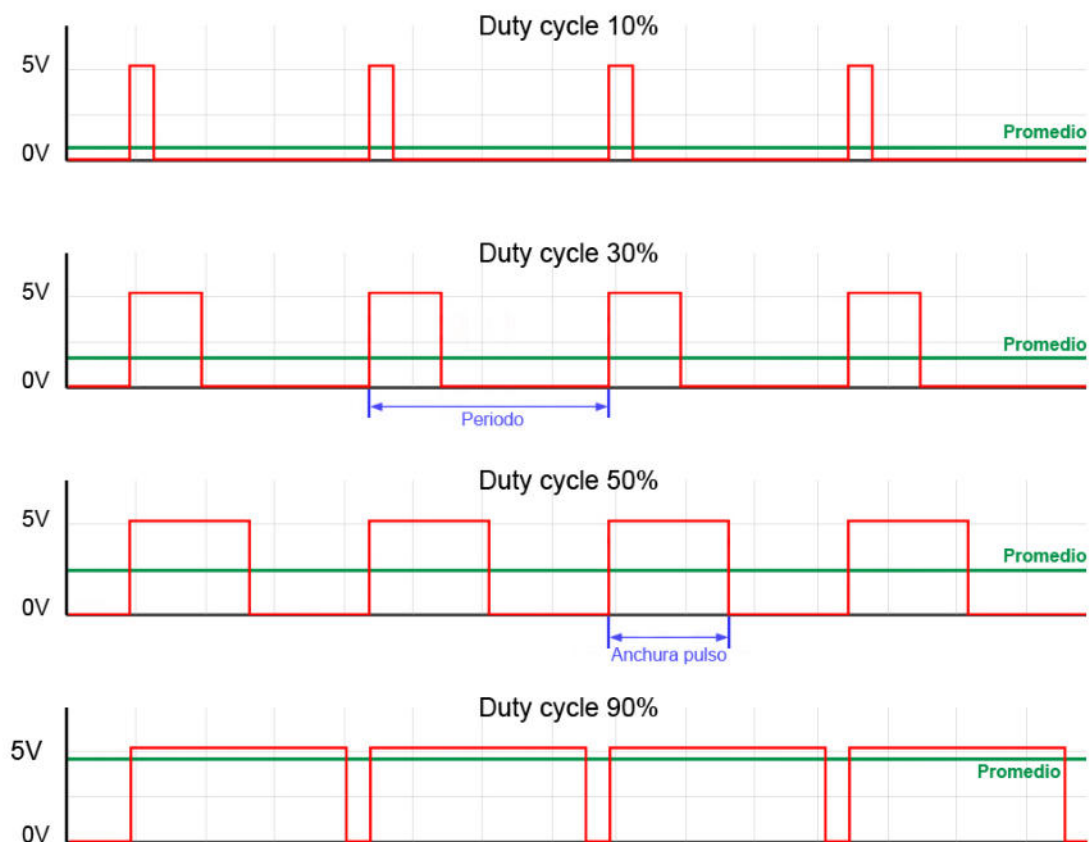 Duty cycle 10%
5V
Promedio
0V
Duty cycle 30%
5V
Promedio
0V
Periodo
Duty cycle 50%
5V
Promedio
0V
Anchura pulso
Duty cycle 90%
5V
Promedio
0V